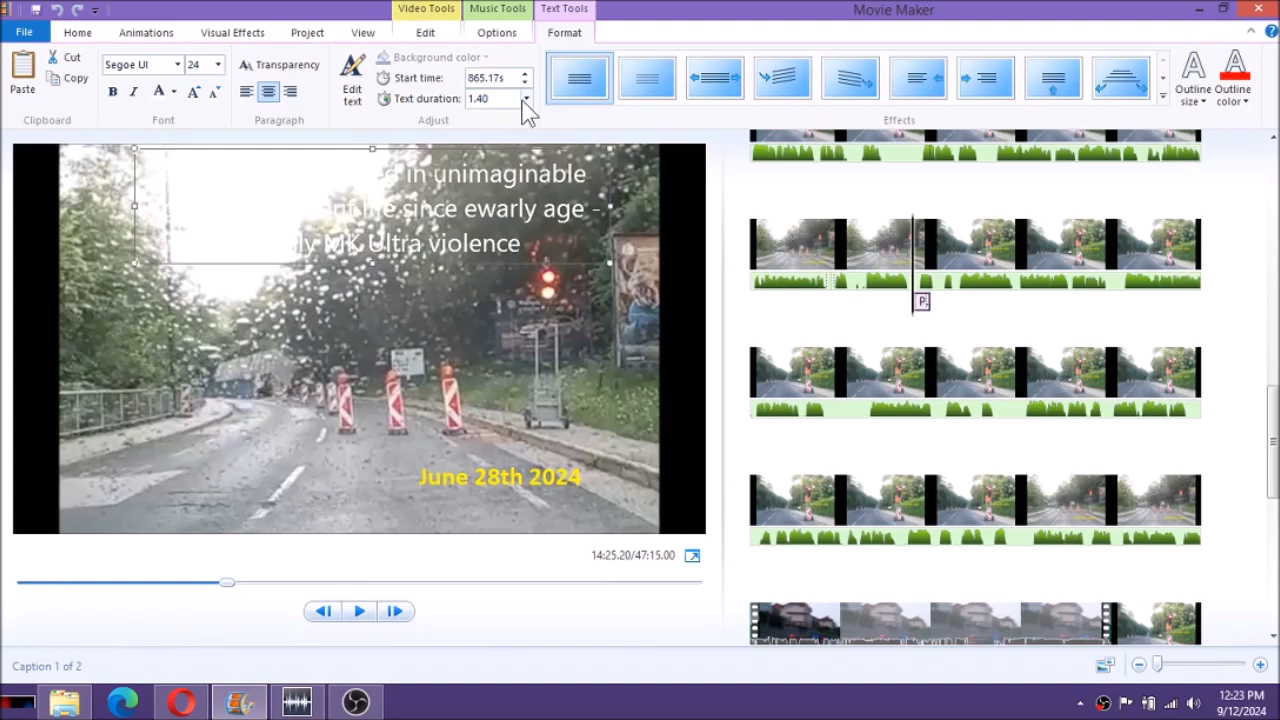 Video Tools
Music Tools
Text Tools
Movie Maker
File
Home
Animations
Visual Effects
Project
View
Edit
Options
Format
Paste
Cut
Copy
Clipboard
Segoe UI
24
B
I
A
A
A
Font
Transparency
Paragraph
Edit text
Background color
Start time: 865.17s
Text duration: 1.40
Adjust
Effects
Outline size
Outline color
in unimaginable
life since ewarly age -
MK Ultra violence
June 28th 2024
14:25.20/47:15.00
P
Caption 1 of 2
12:23 PM
9/12/2024